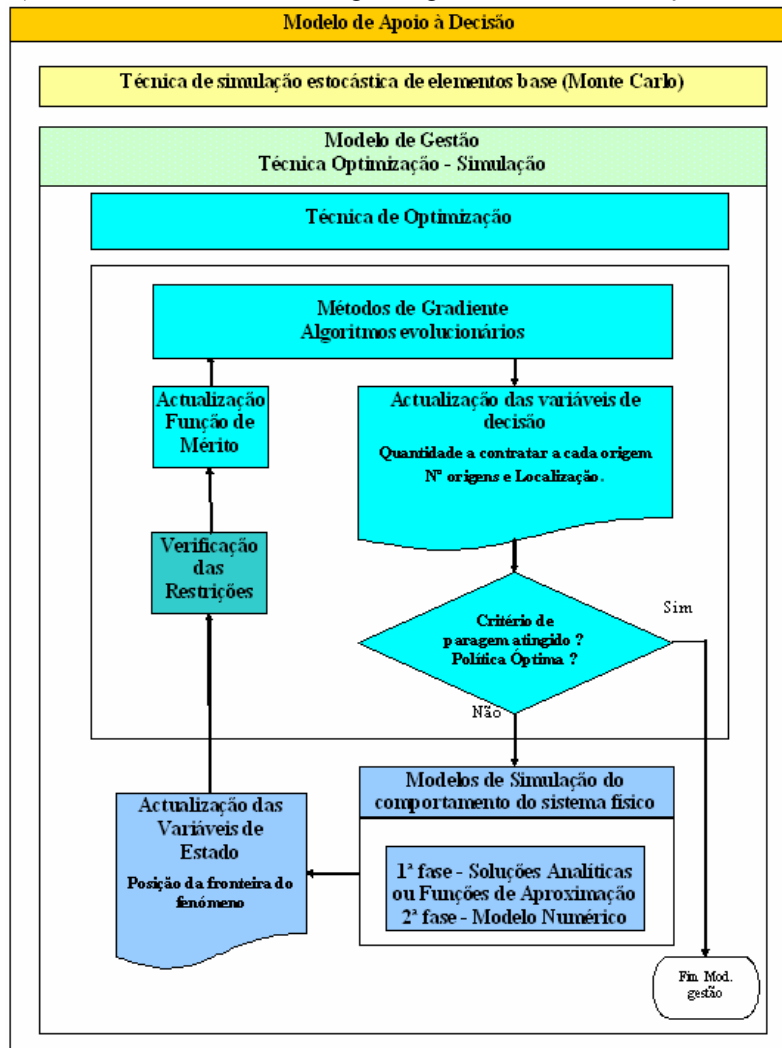 Modelo de Apoio à Decisão
Técnica de simulação estocástica de elementos base (Monte Carlo)
Modelo de Gestão
Técnica Optimização - Simulação
Técnica de Optimização
Métodos de Gradiente
Algoritmos evolucionários
Actualização
Função de
Mérito
Actualização das variáveis de
decisão
Quantidade a contratar a cada origem
Nº origens e Localização.
Verificação
das
Restrições
Critério de
paragem atingido ?
Política Óptima ?
Sim
Não
Modelos de Simulação do
comportamento do sistema físico
1ª fase - Soluções Analíticas
ou Funções de Aproximação
2ª fase - Modelo Numérico
Actualização das
Variáveis de
Estado
Posição da fronteira do
fenómeno
Fim Mod.
gestão